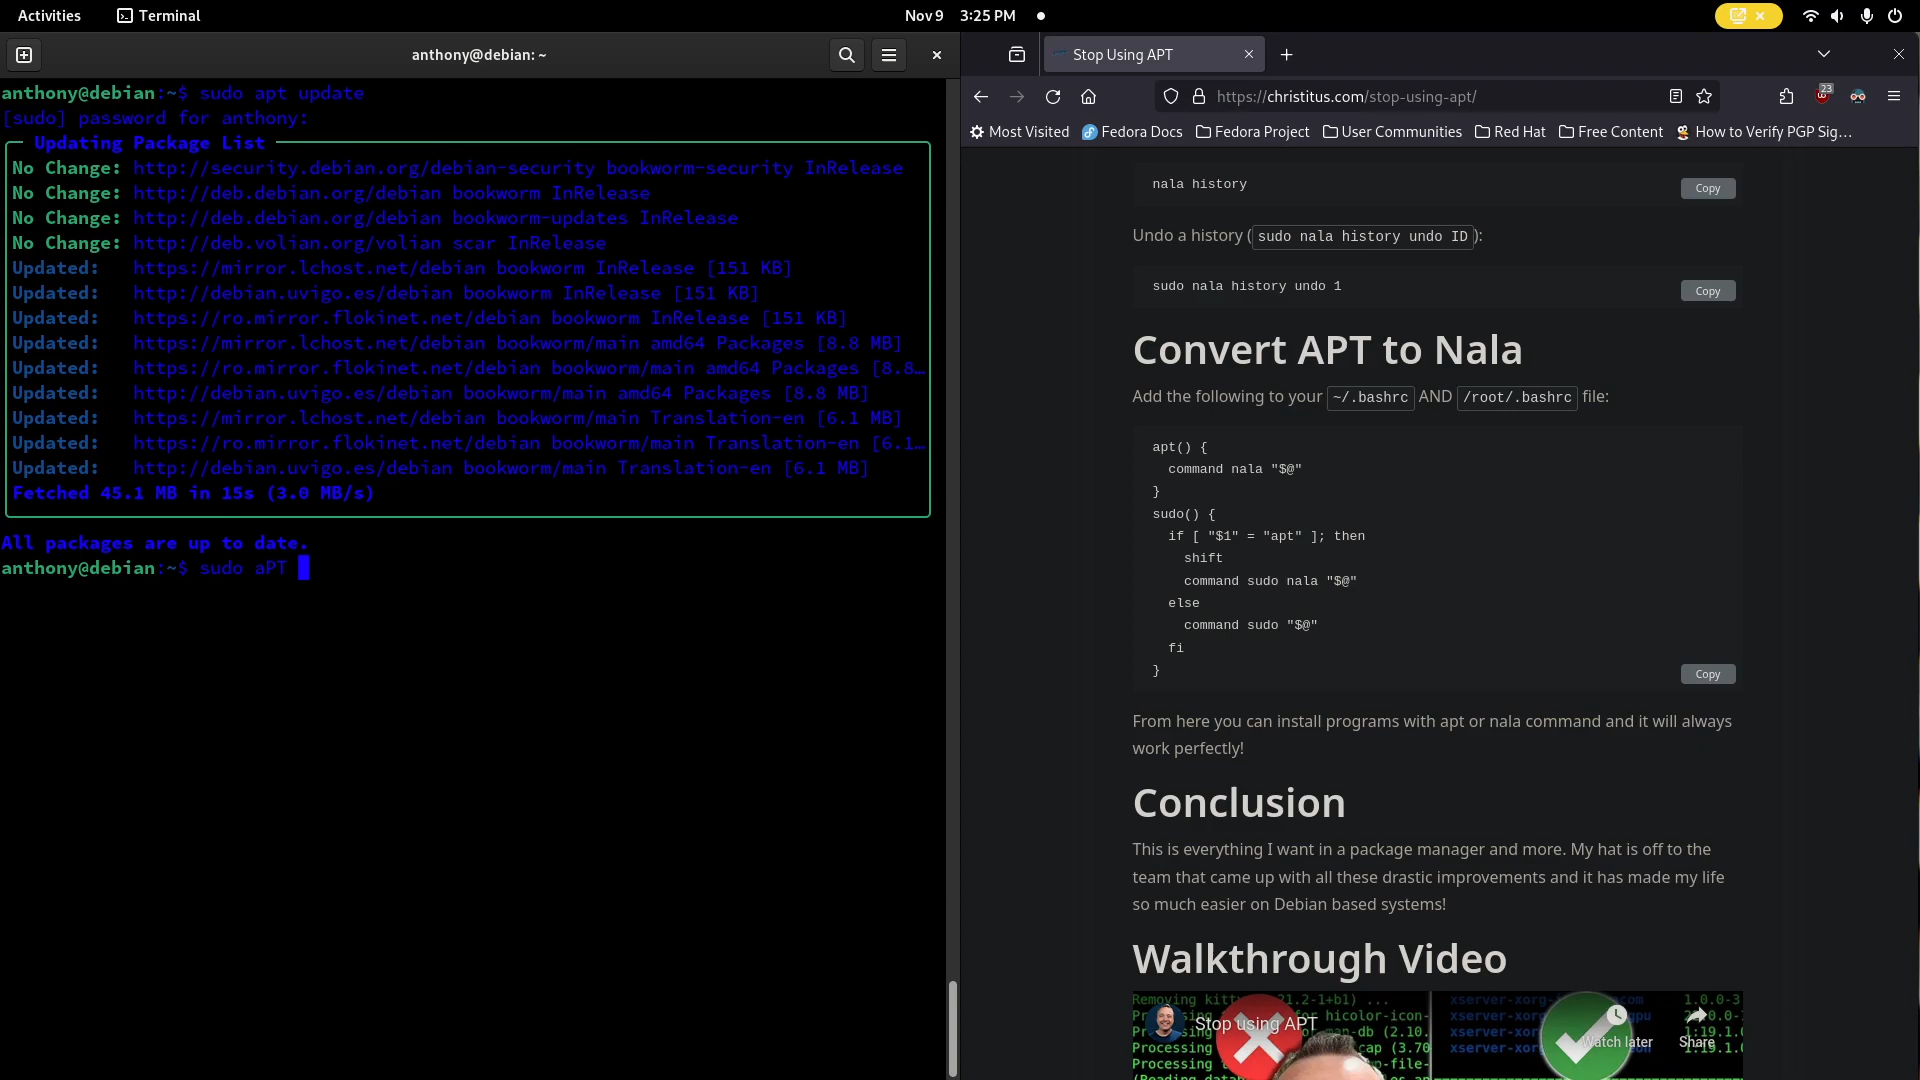 Activities
Terminal
Nov 9 3:25 PM
anthony@debian: ~
anthony@debian:~$ sudo apt update
[sudo] password for anthony:
Updating Package List
No Change: http://security.debian.org/debian-security bookworm-security InRelease
No Change: http://deb.debian.org/debian bookworm InRelease
No Change: http://deb.debian.org/debian bookworm-updates InRelease
No Change: http://deb.volian.org/volian scar InRelease
Updated: https://mirror.lchost.net/debian bookworm InRelease [151 KB]
Updated: http://debian.uvigo.es/debian bookworm InRelease [151 KB]
Updated: https://ro.mirror.flokinet.net/debian bookworm InRelease [151 KB]
Updated: https://mirror.lchost.net/debian bookworm/main amd64 Packages [8.8 MB]
Updated: https://ro.mirror.flokinet.net/debian bookworm/main amd64 Packages [8.8…
Updated: http://debian.uvigo.es/debian bookworm/main amd64 Packages [8.8 MB]
Updated: https://mirror.lchost.net/debian bookworm/main Translation-en [6.1 MB]
Updated: https://ro.mirror.flokinet.net/debian bookworm/main Translation-en [6.1…
Updated: http://debian.uvigo.es/debian bookworm/main Translation-en [6.1 MB]
Fetched 45.1 MB in 15s (3.0 MB/s)
All packages are up to date.
anthony@debian:~$ sudo aPT
Stop Using APT
https://christitus.com/stop-using-apt/
23
Most Visited
Fedora Docs
Fedora Project
User Communities
Red Hat
Free Content
How to Verify PGP Sig…
nala history
Copy
Undo a history (sudo nala history undo ID):
sudo nala history undo 1
Copy
Convert APT to Nala
Add the following to your ~/.bashrc AND /root/.bashrc file:
apt() {
command nala "$@"
}
sudo() {
if [ "$1" = "apt" ]; then
shift
command sudo nala "$@"
else
command sudo "$@"
fi
}
Copy
From here you can install programs with apt or nala command and it will always
work perfectly!
Conclusion
This is everything I want in a package manager and more. My hat is off to the
team that came up with all these drastic improvements and it has made my life
so much easier on Debian based systems!
Walkthrough Video
Stop using APT
Watch later
Share
Removing
Processing
1.0.0-3